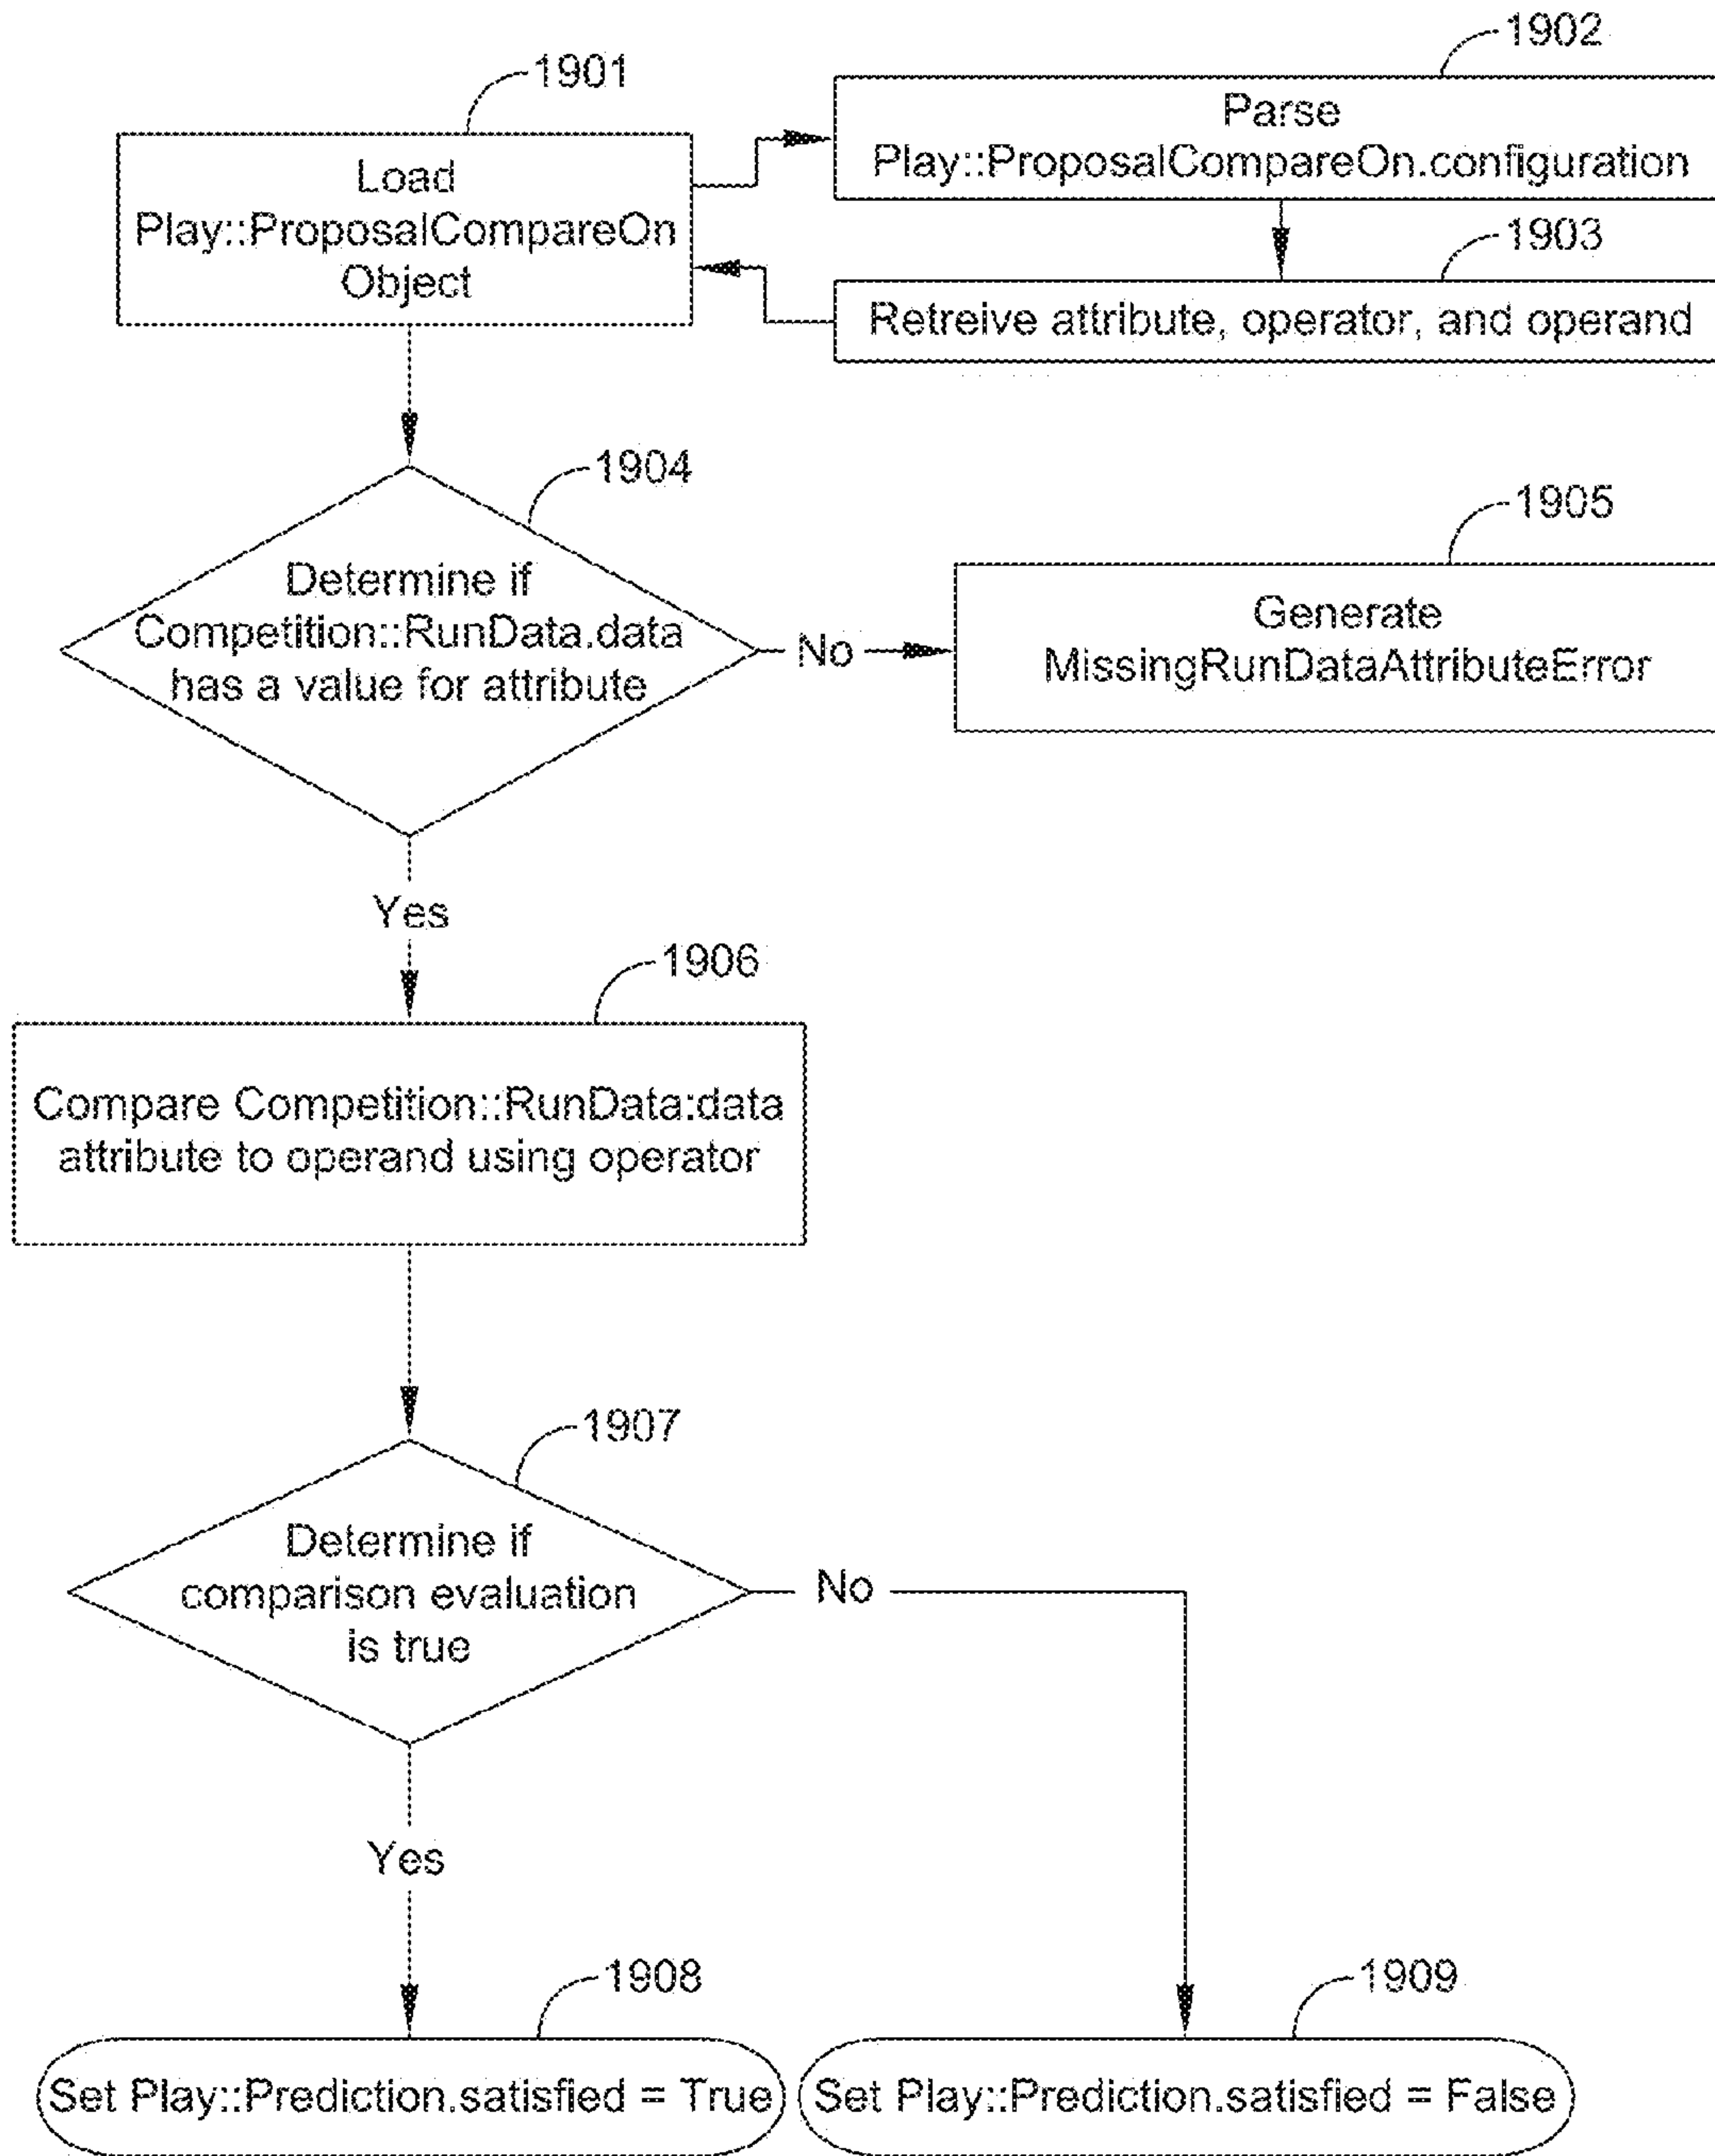 1901
Load
Play::ProposalCompareOn
Object
1902
Parse
Play::ProposalCompareOn.configuration
1903
Retreive attribute, operator, and operand
1904
Determine if
Competition::RunData.data
has a value for attribute
No
1905
Generate
MissingRunDataAttributeError
Yes
1906
Compare Competition::RunData:data
attribute to operand using operator
1907
Determine if
comparison evaluation
is true
No
Yes
1908
Set Play::Prediction.satisfied = True
1909
Set Play::Prediction.satisfied = False